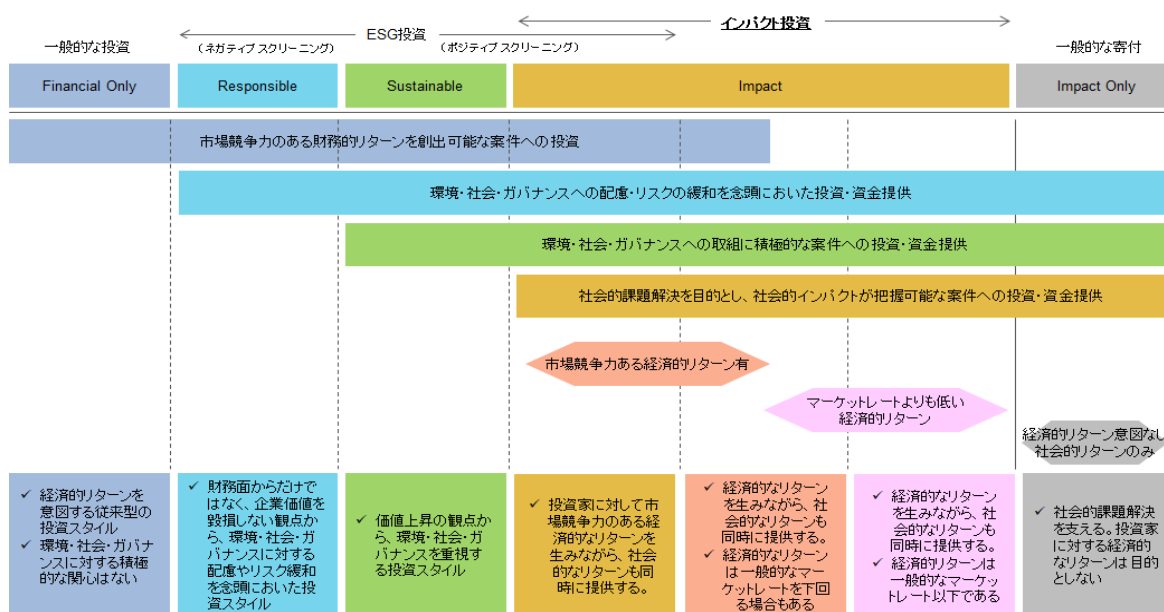 インパクト投資
一般的な投資
ESG投資
一般的な寄付
(ネガティブスクリーニング)
(ポジティブスクリーニング)
Financial Only
Responsible
Sustainable
Impact
Impact Only
市場競争力のある財務的リターンを創出可能な案件への投資
環境・社会・ガバナンスへの配慮・リスクの緩和を念頭においた投資・資金提供
環境・社会・ガバナンスへの取組に積極的な案件への投資・資金提供
社会的課題解決を目的とし、社会的インパクトが把握可能な案件への投資・資金提供
市場競争力ある経済的リターン有
マーケットレートよりも低い
経済的リターン
経済的リターン意図なし
社会的リターンのみ
✓ 経済的リターンを
意図する従来型の
投資スタイル
✓ 環境・社会・ガバナ
ンスに対する積極
的な関心はない
✓ 財務面からだけで
はなく、企業価値を
毀損しない観点か
ら、環境・社会・ガ
バナンスに対する
配慮やリスク緩和
を念頭においた投
資スタイル
✓ 価値上昇の観点か
ら、環境・社会・ガ
バナンスを重視す
る投資スタイル
✓ 投資家に対して市
場競争力のある経
済的なリターンを
生みながら、社会
的なリターンも同
時に提供する。
✓ 経済的なリターン
を生みながら、社
会的なリターンも
同時に提供する。
✓ 経済的なリターン
は一般的なマー
ケットレートを下回
る場合もある
✓ 経済的なリターン
を生みながら、社
会的なリターンも
同時に提供する。
✓ 経済的リターンは
一般的なマーケッ
トレート以下である
✓ 社会的課題解決
を支える。投資家
に対する経済的
なリターンは目的
としない